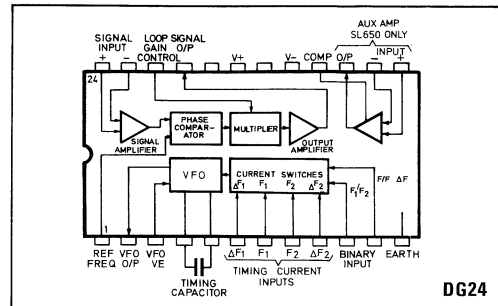 AUX AMP
SL650 ONLY
SIGNAL INPUT
+ -
LOOP GAIN CONTROL
SIGNAL O/P
V+
V-
COMP
O/P
INPUT
- +
24
SIGNAL AMPLIFIER
PHASE COMPAR-
ATOR
MULTIPLIER
OUTPUT AMPLIFIER
VFO
CURRENT SWITCHES
ΔF1 F1 F2 ΔF2
F1/F2
F/F ΔF
1
REF FREQ
VFO O/P
VFO VE
TIMING CAPACITOR
ΔF1 F1 F2 ΔF2
TIMING CURRENT
INPUTS
BINARY INPUT
EARTH
DG24